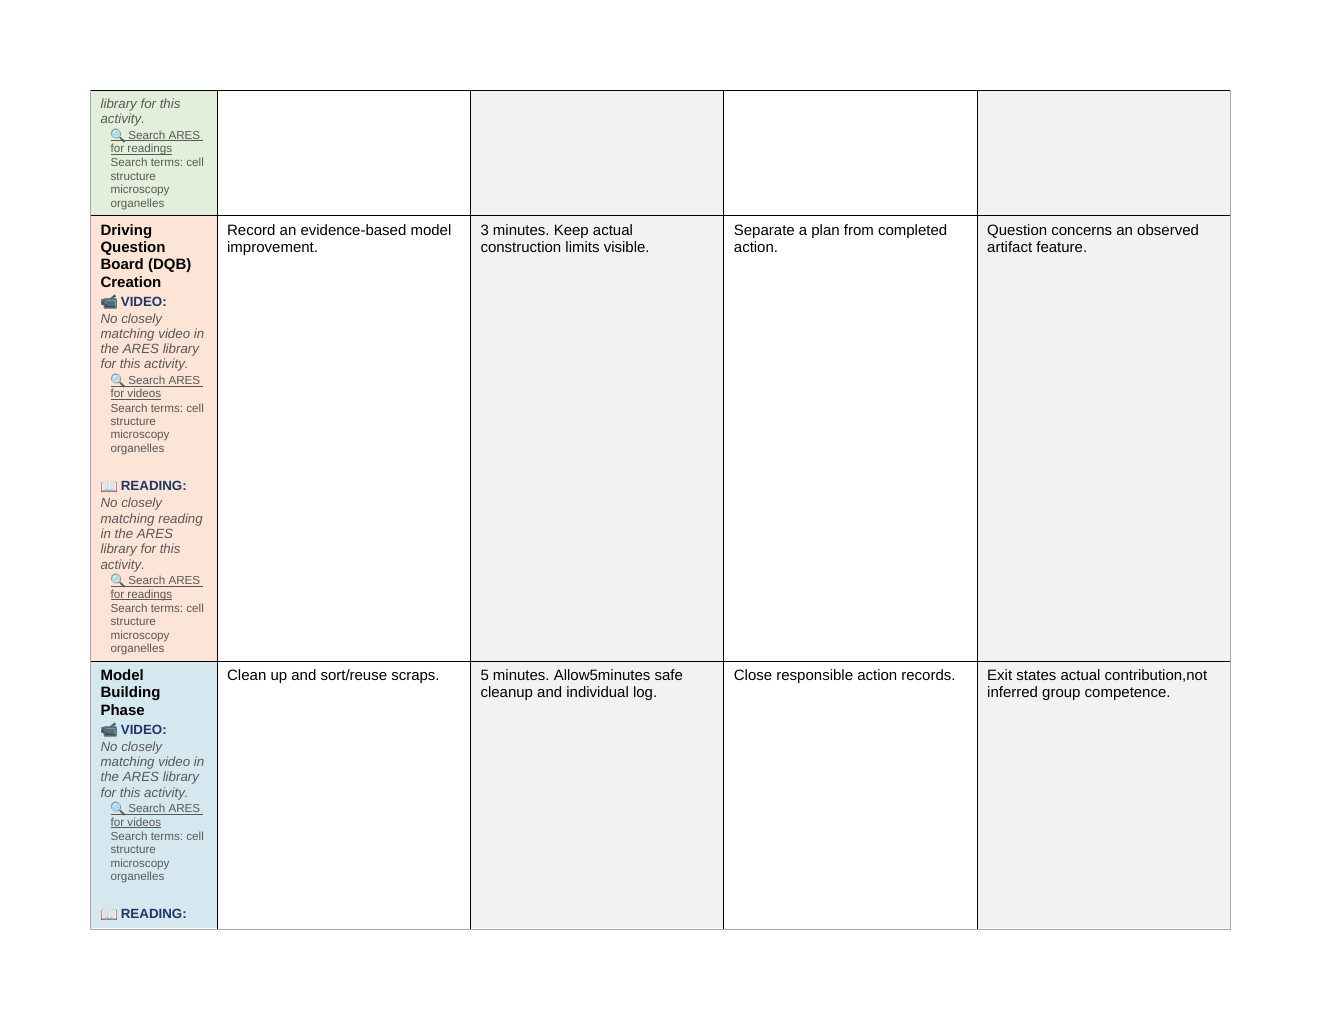 library for this
activity.
🔍 Search ARES
for readings
Search terms: cell
structure
microscopy
organelles
Driving
Question
Board (DQB)
Creation
📹 VIDEO:
No closely
matching video in
the ARES library
for this activity.
🔍 Search ARES
for videos
Search terms: cell
structure
microscopy
organelles
📖 READING:
No closely
matching reading
in the ARES
library for this
activity.
🔍 Search ARES
for readings
Search terms: cell
structure
microscopy
organelles
Record an evidence-based model
improvement.
3 minutes. Keep actual
construction limits visible.
Separate a plan from completed
action.
Question concerns an observed
artifact feature.
Model
Building
Phase
📹 VIDEO:
No closely
matching video in
the ARES library
for this activity.
🔍 Search ARES
for videos
Search terms: cell
structure
microscopy
organelles
📖 READING:
Clean up and sort/reuse scraps.
5 minutes. Allow5minutes safe
cleanup and individual log.
Close responsible action records.
Exit states actual contribution,not
inferred group competence.